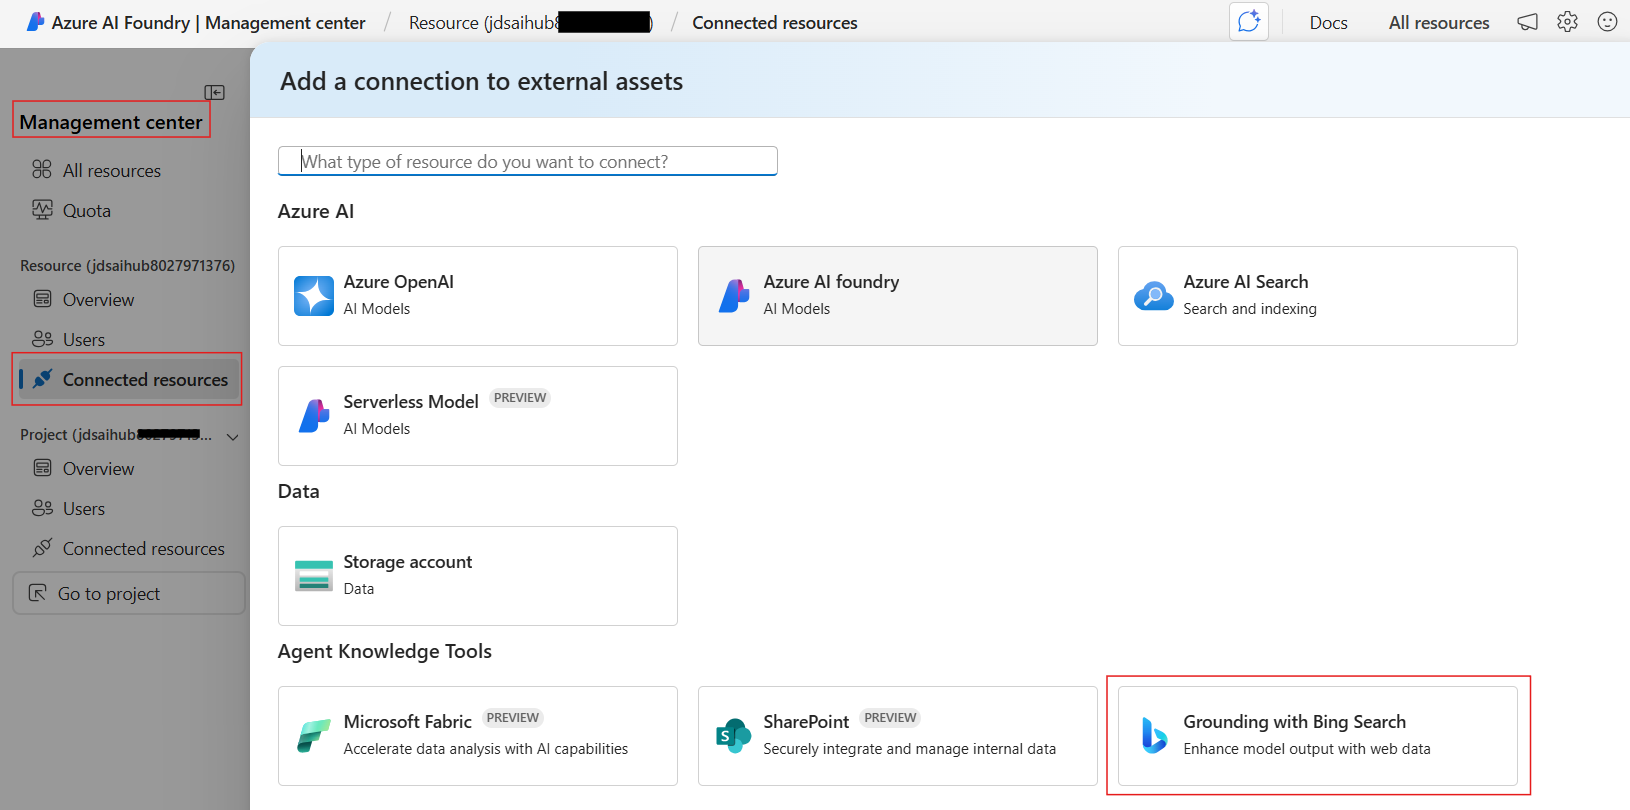 Azure AI Foundry | Management center / Resource (jdsaihub8 ) / Connected resources Docs All resources
Add a connection to external assets
Management center
All resources
Quota
Resource (jdsaihub8027971376)
Overview
Users
Connected resources
Project (jdsaihub ...
Overview
Users
Connected resources
Go to project
What type of resource do you want to connect?
Azure AI
Azure OpenAI
AI Models
Azure AI foundry
AI Models
Azure AI Search
Search and indexing
Serverless Model PREVIEW
AI Models
Data
Storage account
Data
Agent Knowledge Tools
Microsoft Fabric PREVIEW
Accelerate data analysis with AI capabilities
S
SharePoint PREVIEW
Securely integrate and manage internal data
Grounding with Bing Search
Enhance model output with web data